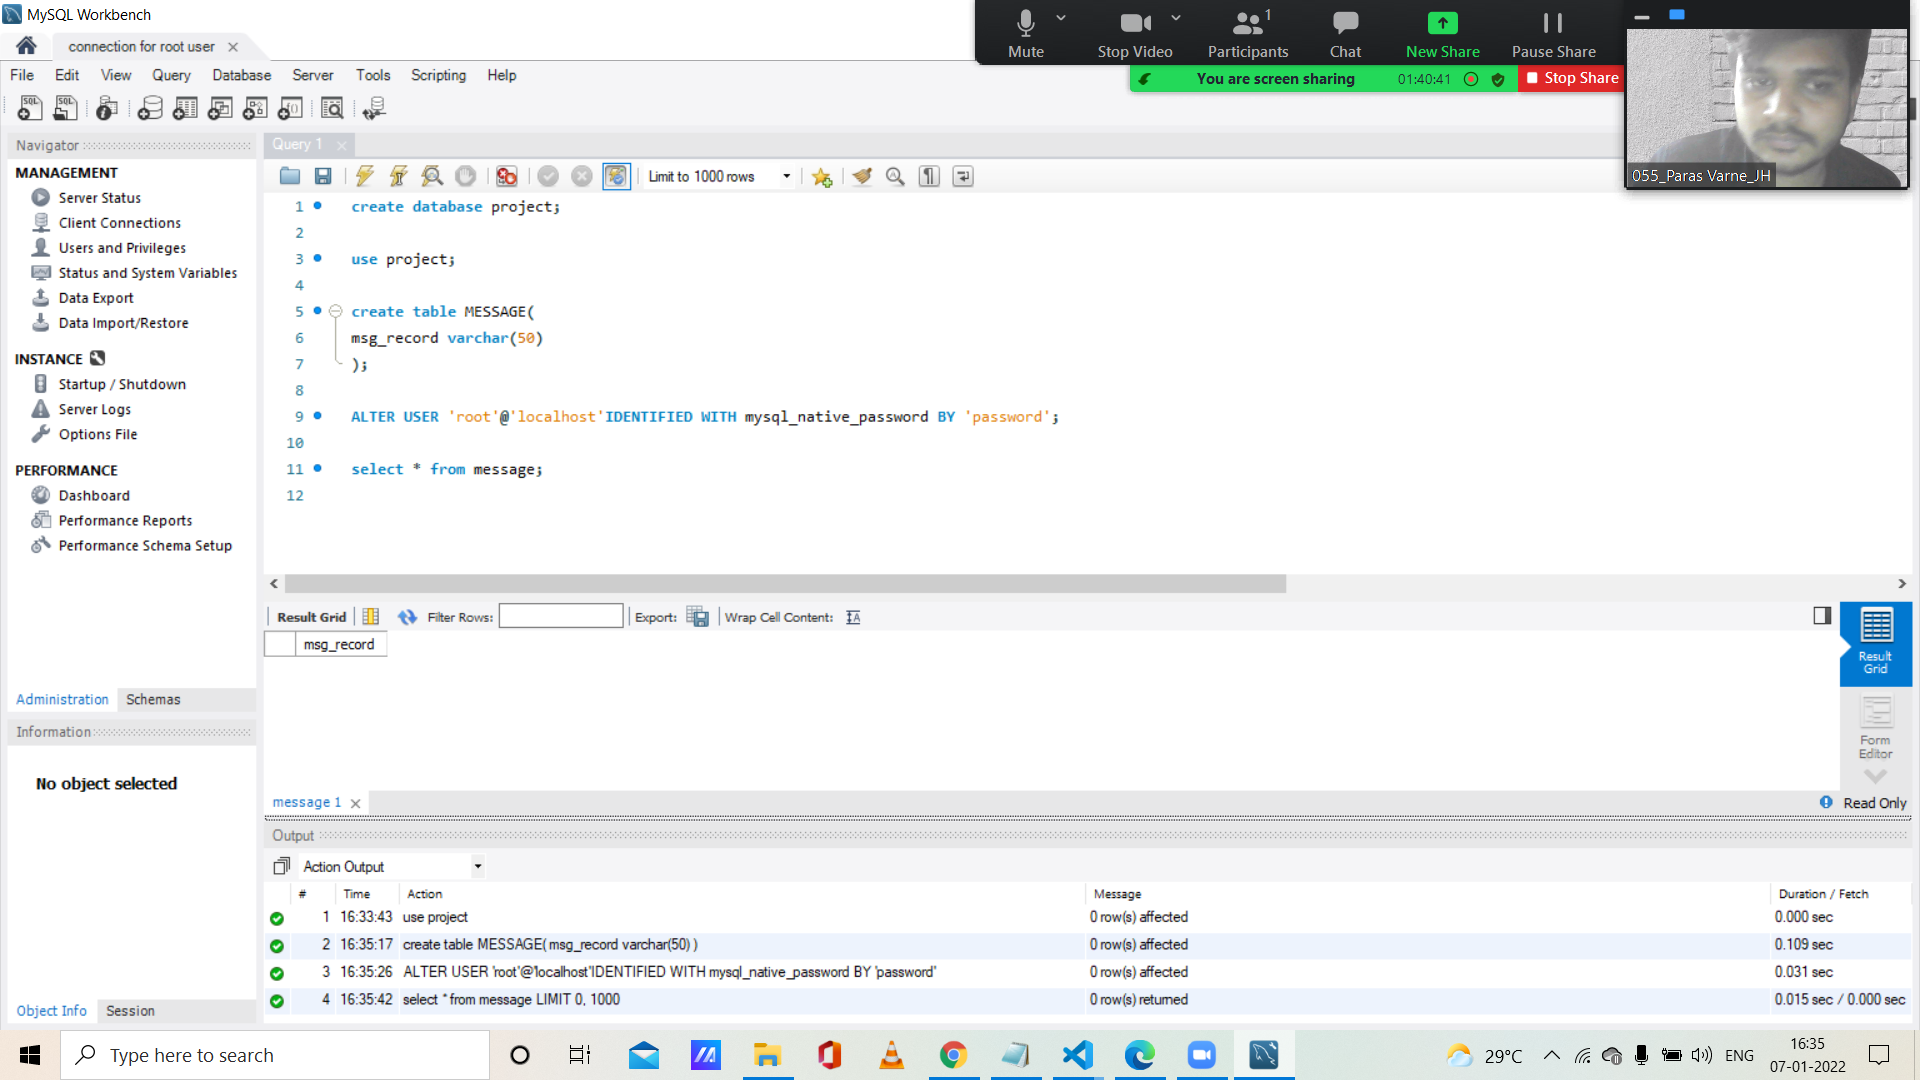 MySQL Workbench
connection for root user
File Edit View Query Database Server Tools Scripting Help
Mute Stop Video Participants 1 Chat New Share Pause Share
You are screen sharing 01:40:41 Stop Share
055_Paras Varne_JH
Navigator
MANAGEMENT
Server Status
Client Connections
Users and Privileges
Status and System Variables
Data Export
Data Import/Restore
INSTANCE
Startup / Shutdown
Server Logs
Options File
PERFORMANCE
Dashboard
Performance Reports
Performance Schema Setup
Administration Schemas
Information
No object selected
Object Info Session
Query 1
Limit to 1000 rows
1 create database project;
2
3 use project;
4
5 create table MESSAGE(
6 msg_record varchar(50)
7 );
8
9 ALTER USER 'root'@'localhost'IDENTIFIED WITH mysql_native_password BY 'password';
10
11 select * from message;
12
Result Grid Filter Rows: Export: Wrap Cell Content:
msg_record
Result
Grid
Form
Editor
message 1
Read Only
Output
Action Output
# Time Action Message Duration / Fetch
1 16:33:43 use project 0 row(s) affected 0.000 sec
2 16:35:17 create table MESSAGE( msg_record varchar(50) ) 0 row(s) affected 0.109 sec
3 16:35:26 ALTER USER 'root'@'localhost'IDENTIFIED WITH mysql_native_password BY 'password' 0 row(s) affected 0.031 sec
4 16:35:42 select * from message LIMIT 0, 1000 0 row(s) returned 0.015 sec / 0.000 sec
Type here to search
29°C
ENG
16:35
07-01-2022